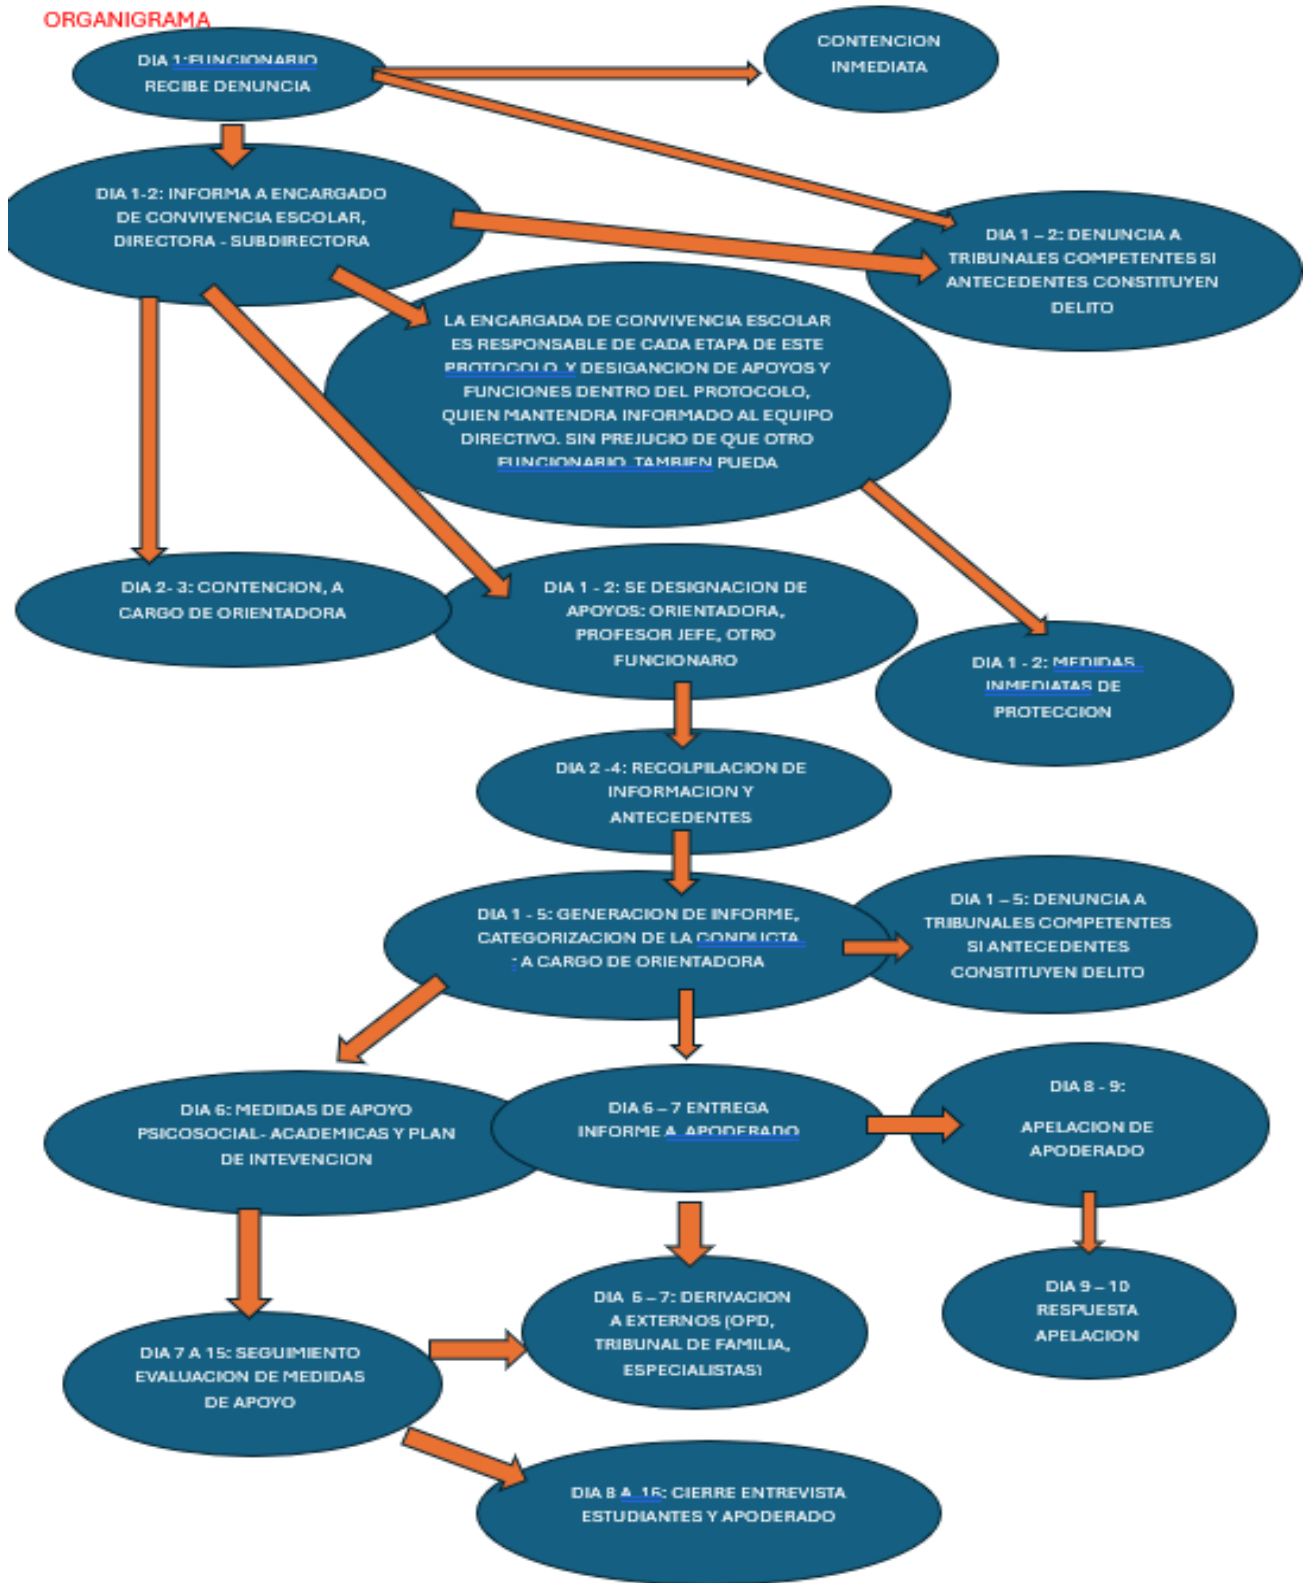 ORGANIGRAMA
DIA 1:FUNCIONARIO
RECIBE DENUNCIA
CONTENCION
INMEDIATA
DIA 1-2: INFORMA A ENCARGADO
DE CONVIVENCIA ESCOLAR,
DIRECTORA - SUBDIRECTORA
DIA 1 – 2: DENUNCIA A
TRIBUNALES COMPETENTES SI
ANTECEDENTES CONSTITUYEN
DELITO
LA ENCARGADA DE CONVIVENCIA ESCOLAR
ES RESPONSABLE DE CADA ETAPA DE ESTE
PROTOCOLO Y DESIGANCION DE APOYOS Y
FUNCIONES DENTRO DEL PROTOCOLO,
QUIEN MANTENDRA INFORMADO AL EQUIPO
DIRECTIVO. SIN PREJUCIO DE QUE OTRO
FUNCIONARIO TAMBIEN PUEDA
DIA 2- 3: CONTENCION, A
CARGO DE ORIENTADORA
DIA 1 - 2: SE DESIGNACION DE
APOYOS: ORIENTADORA,
PROFESOR JEFE, OTRO
FUNCIONARO
DIA 1 - 2: MEDIDAS
INMEDIATAS DE
PROTECCION
DIA 2 -4: RECOLPILACION DE
INFORMACION Y
ANTECEDENTES
DIA 1 - 5: GENERACION DE INFORME,
CATEGORIZACION DE LA CONDUCTA
: A CARGO DE ORIENTADORA
DIA 1 – 5: DENUNCIA A
TRIBUNALES COMPETENTES
SI ANTECEDENTES
CONSTITUYEN DELITO
DIA 6: MEDIDAS DE APOYO
PSICOSOCIAL- ACADEMICAS Y PLAN
DE INTEVENCION
DIA 6 – 7 ENTREGA
INFORME A APODERADO
DIA 8 - 9:
APELACION DE
APODERADO
DIA 6 – 7: DERIVACION
A EXTERNOS (OPD,
TRIBUNAL DE FAMILIA,
ESPECIALISTAS)
DIA 9 – 10
RESPUESTA
APELACION
DIA 7 A 15: SEGUIMIENTO
EVALUACION DE MEDIDAS
DE APOYO
DIA 8 A 15: CIERRE ENTREVISTA
ESTUDIANTES Y APODERADO